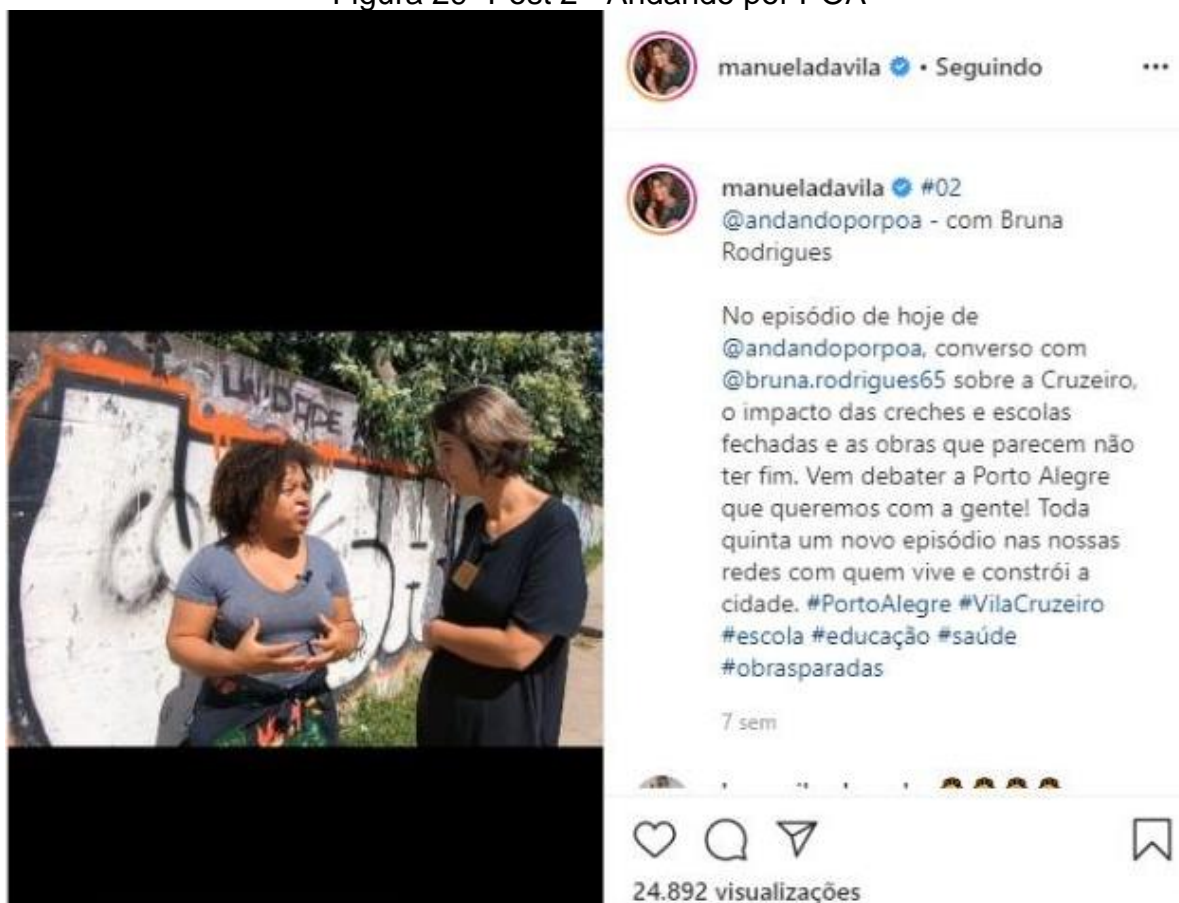 manueladavila • Seguindo
manueladavila #02
@andandoporpoa - com Bruna
Rodrigues
No episódio de hoje de
@andandoporpoa, converso com
@bruna.rodrigues65 sobre a Cruzeiro,
o impacto das creches e escolas
fechadas e as obras que parecem não
ter fim. Vem debater a Porto Alegre
que queremos com a gente! Toda
quinta um novo episódio nas nossas
redes com quem vive e constrói a
cidade. #PortoAlegre #VilaCruzeiro
#escola #educação #saúde
#obrasparadas
7 sem
24.892 visualizações
UNIDADE